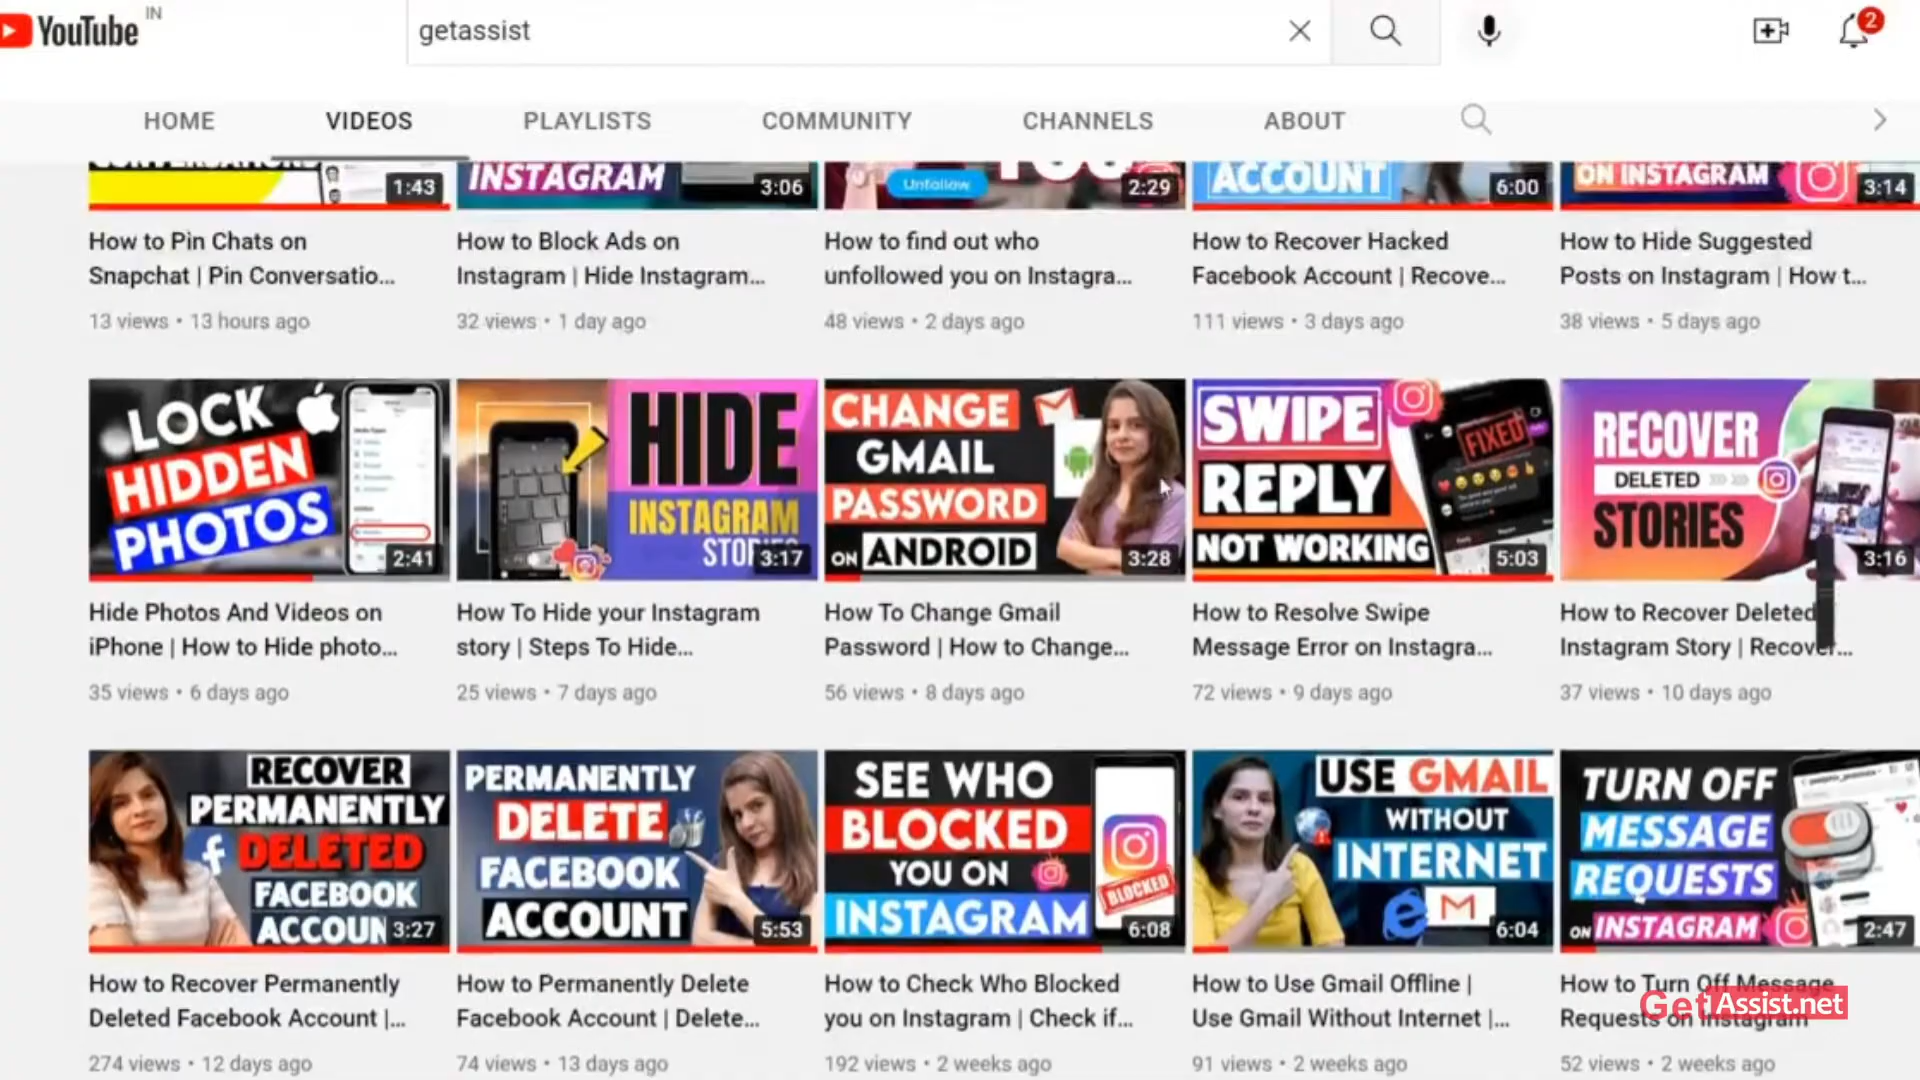 YouTube IN
getassist
2
HOME VIDEOS PLAYLISTS COMMUNITY CHANNELS ABOUT
1:43
INSTAGRAM
3:06
Unfollow
YOU
2:29
ACCOUNT
6:00
ON INSTAGRAM
3:14
How to Pin Chats on
Snapchat | Pin Conversatio...
13 views • 13 hours ago
How to Block Ads on
Instagram | Hide Instagram...
32 views • 1 day ago
How to find out who
unfollowed you on Instagra...
48 views • 2 days ago
How to Recover Hacked
Facebook Account | Recove...
111 views • 3 days ago
How to Hide Suggested
Posts on Instagram | How t...
38 views • 5 days ago
LOCK
HIDDEN
PHOTOS
2:41
HIDE
INSTAGRAM
3:17
CHANGE
GMAIL
PASSWORD
ON ANDROID
3:28
SWIPE
REPLY
NOT WORKING
FIXED
5:03
RECOVER
DELETED
STORIES
3:16
Hide Photos And Videos on
iPhone | How to Hide photo...
35 views • 6 days ago
How To Hide your Instagram
story | Steps To Hide...
25 views • 7 days ago
How To Change Gmail
Password | How to Change...
56 views • 8 days ago
How to Resolve Swipe
Message Error on Instagra...
72 views • 9 days ago
How to Recover Deleted
Instagram Story | Recover...
37 views • 10 days ago
RECOVER
PERMANENTLY
f DELETED
FACEBOOK
ACCOUN
3:27
PERMANENTLY
DELETE
FACEBOOK
ACCOUNT
5:53
SEE WHO
BLOCKED
YOU ON
INSTAGRAM
BLOCKED
6:08
USE GMAIL
WITHOUT
INTERNET
6:04
TURN OFF
MESSAGE
REQUESTS
ON INSTAGRAM
2:47
How to Recover Permanently
Deleted Facebook Account |...
274 views • 12 days ago
How to Permanently Delete
Facebook Account | Delete...
74 views • 13 days ago
How to Check Who Blocked
you on Instagram | Check if...
192 views • 2 weeks ago
How to Use Gmail Offline |
Use Gmail Without Internet |...
91 views • 2 weeks ago
How to Turn Off Message
Requests on Instagram
52 views • 2 weeks ago
Get1Assist.net